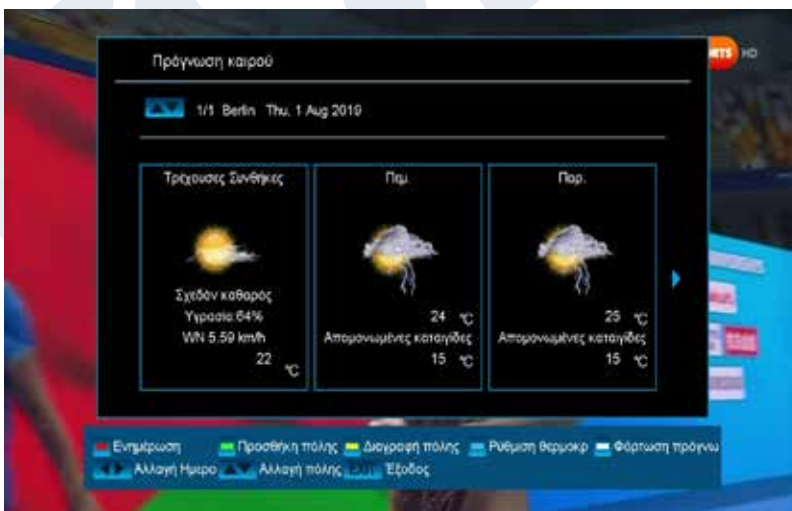 Πρόγνωση καιρού
HD
1/1 Berlin Thu, 1 Aug 2019
Τρέχουσες Συνθήκες
Σχεδόν καθαρός
Υγρασία:64%
WN 5.59 km/h
22 °C
Πεμ.
24 °C
Απομονωμένες καταιγίδες
15 °C
Παρ.
25 °C
Απομονωμένες καταιγίδες
15 °C
Ενημέρωση Προσθήκη πόλης Διαγραφή πόλης Ρύθμιση θερμοκρ Φόρτωση πρόγνω
Αλλαγή Ημερο Αλλαγή πόλης EXIT Έξοδος